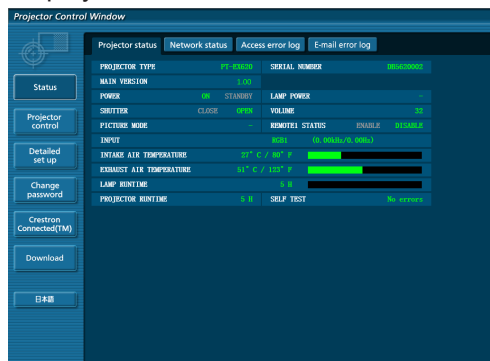 Projector Control Window
Projector status Network status Access error log E-mail error log
Status
Projector control
Detailed set up
Change password
Crestron Connected(TM)
Download
日本語
PROJECTOR TYPE PT-EX620 SERIAL NUMBER DB5620002
MAIN VERSION 1.00
POWER ON STANDBY LAMP POWER -
SHUTTER CLOSE OPEN VOLUME 32
PICTURE MODE - REMOTE1 STATUS ENABLE DISABLE
INPUT RGB1 (0.00kHz/0.00Hz)
INTAKE AIR TEMPERATURE 27° C / 80° F
EXHAUST AIR TEMPERATURE 51° C / 123° F
LAMP RUNTIME 5 H
PROJECTOR RUNTIME 5 H SELF TEST No errors